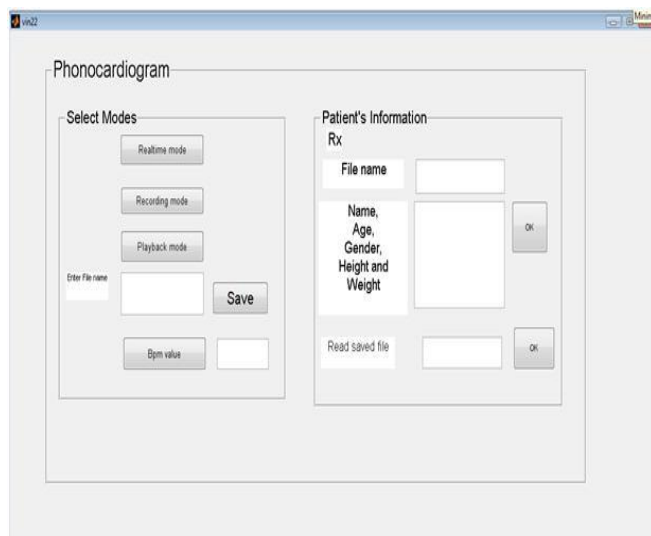 vin22
Minim
Phonocardiogram
Select Modes
Realtime mode
Recording mode
Playback mode
Enter File name
Save
Bpm value
Patient's Information
Rx
File name
Name,
Age,
Gender,
Height and
Weight
OK
Read saved file
OK